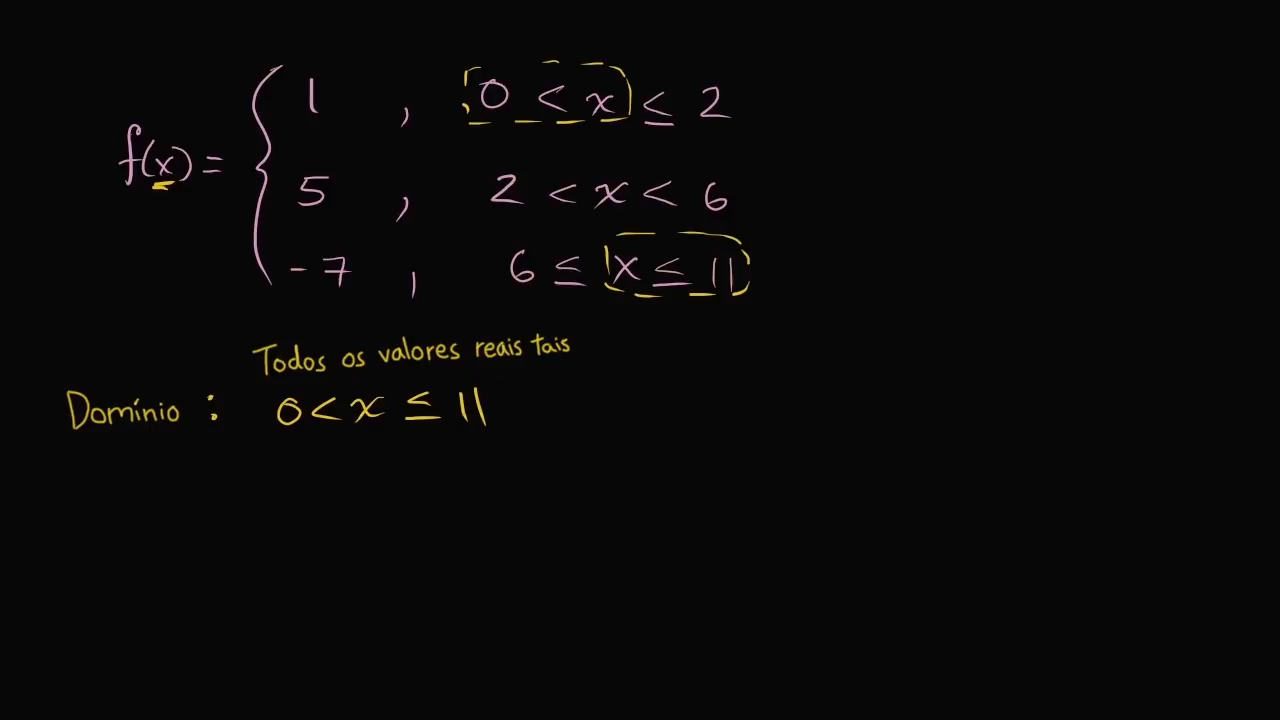 f(x) = { 1 , 0 < x ≤ 2
5 , 2 < x < 6
-7 , 6 ≤ x ≤ 11
Todos os valores reais tais
Domínio : 0 < x ≤ 11